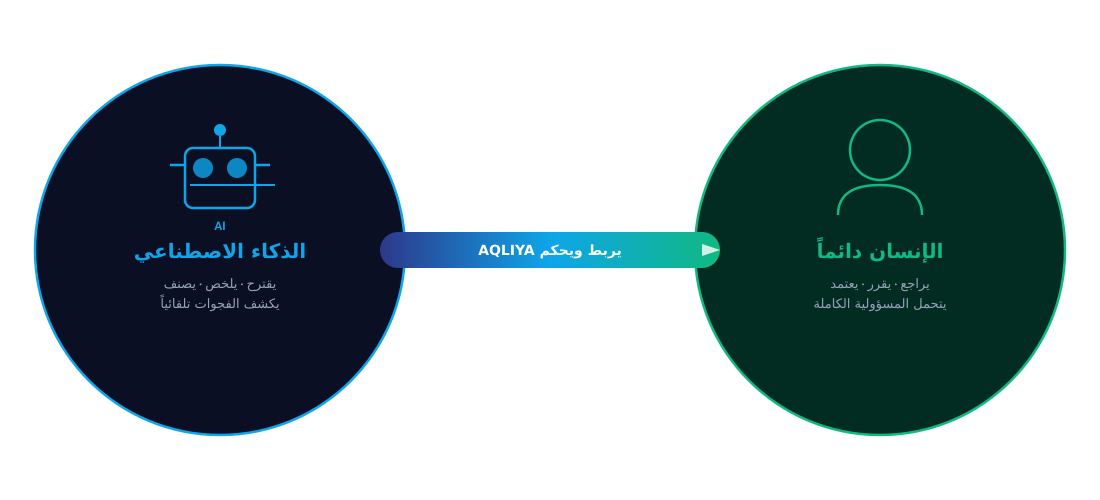 AI
الذكاء الاصطناعي
يقترح · يلخص · يصنف
يكشف الفجوات تلقائياً
AQLIYA يربط ويحكم
الإنسان دائماً
يراجع · يقرر · يعتمد
يتحمل المسؤولية الكاملة